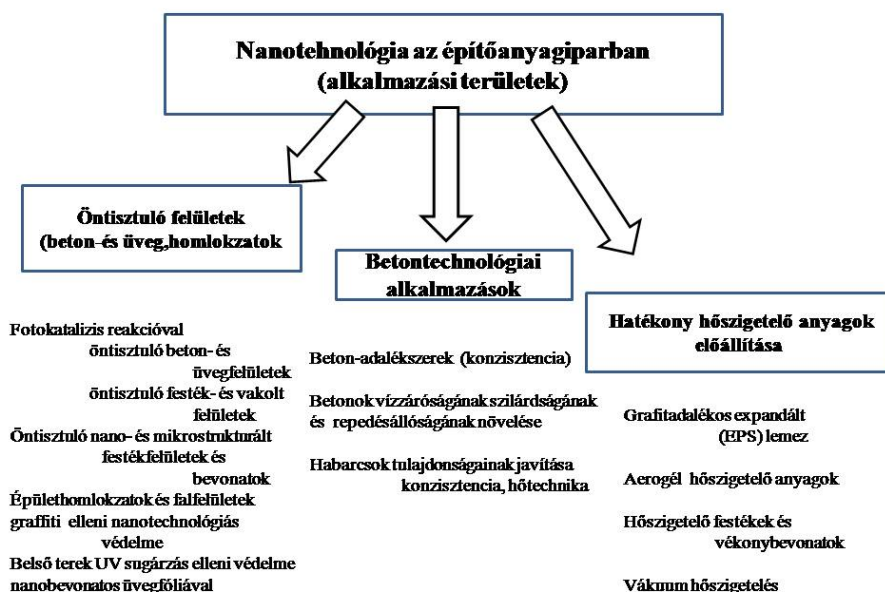 Nanotehnológia az építőanyagiparban
(alkalmazási területek)
Öntisztuló felületek
(beton-és üveg,homlokzatok
Fotokatalizis reakcióval
öntisztuló beton- és
üvegfelületek
öntisztuló festék- és vakolt
felületek
Öntisztuló nano- és mikrostrukturált
festékfelületek és
bevonatok
Épülethomlokzatok és falfelületek
graffiti elleni nanotechnológiás
védelme
Belső terek UV sugárzás elleni védelme
nanobevonatos üvegfóliával
Betontechnológiai
alkalmazások
Beton-adalékszerek (konzisztencia)
Betonok vízzáróságának szilárdságának
és repedésállóságának növelése
Habarcsok tulajdonságainak javítása
konzisztencia, hőtechnika
Hatékony hőszigetelő anyagok
előállítása
Grafitadalékos expandált
(EPS) lemez
Aerogél hőszigetelő anyagok
Hőszigetelő festékek és
vékonybevonatok
Vákuum hőszigetelés